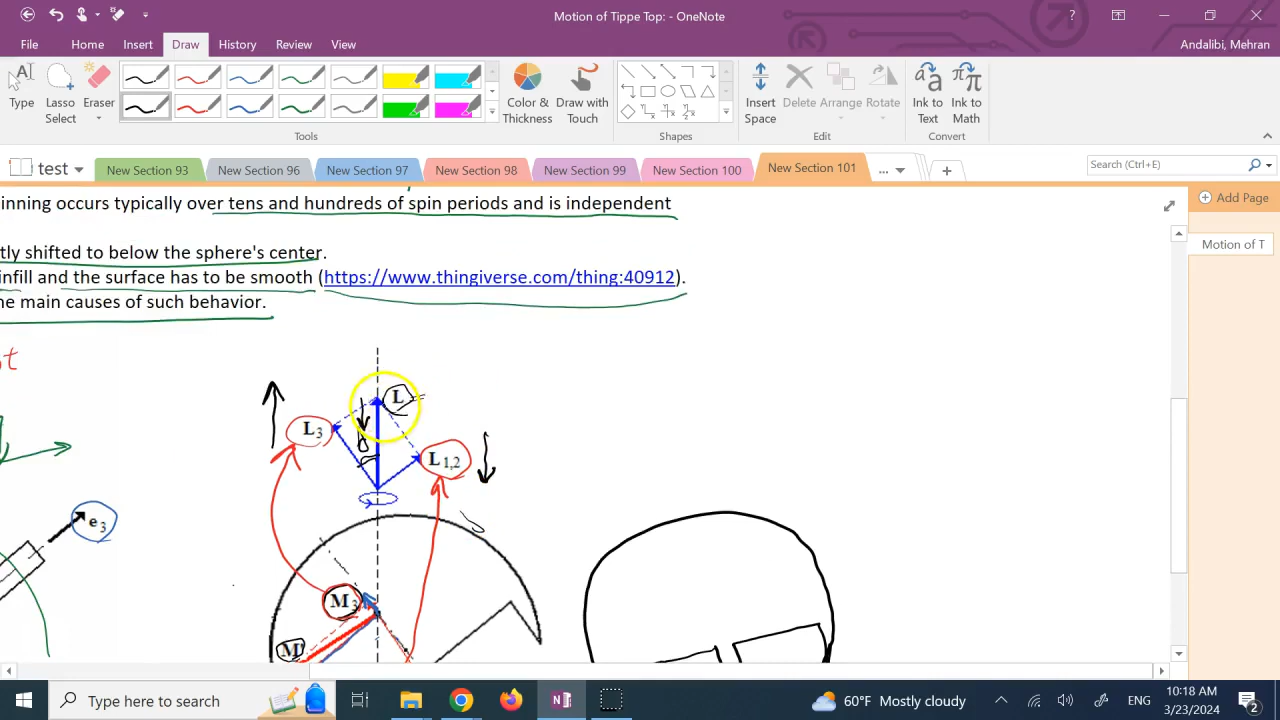 Motion of Tippe Top: - OneNote
?
File Home Insert Draw History Review View
Andalibi, Mehran
Type
Lasso Select
Eraser
Color & Thickness
Draw with Touch
Insert Space
Delete
Arrange
Rotate
Ink to Text
Ink to Math
Tools
Shapes
Edit
Convert
test
New Section 93
New Section 96
New Section 97
New Section 98
New Section 99
New Section 100
New Section 101
...
+
Search (Ctrl+E)
Add Page
Motion of T
inning occurs typically over tens and hundreds of spin periods and is independent
tly shifted to below the sphere's center.
infill and the surface has to be smooth (https://www.thingiverse.com/thing:40912).
he main causes of such behavior.
L
L3
L1,2
e3
M3
M
Type here to search
60°F Mostly cloudy
ENG
10:18 AM
3/23/2024
2